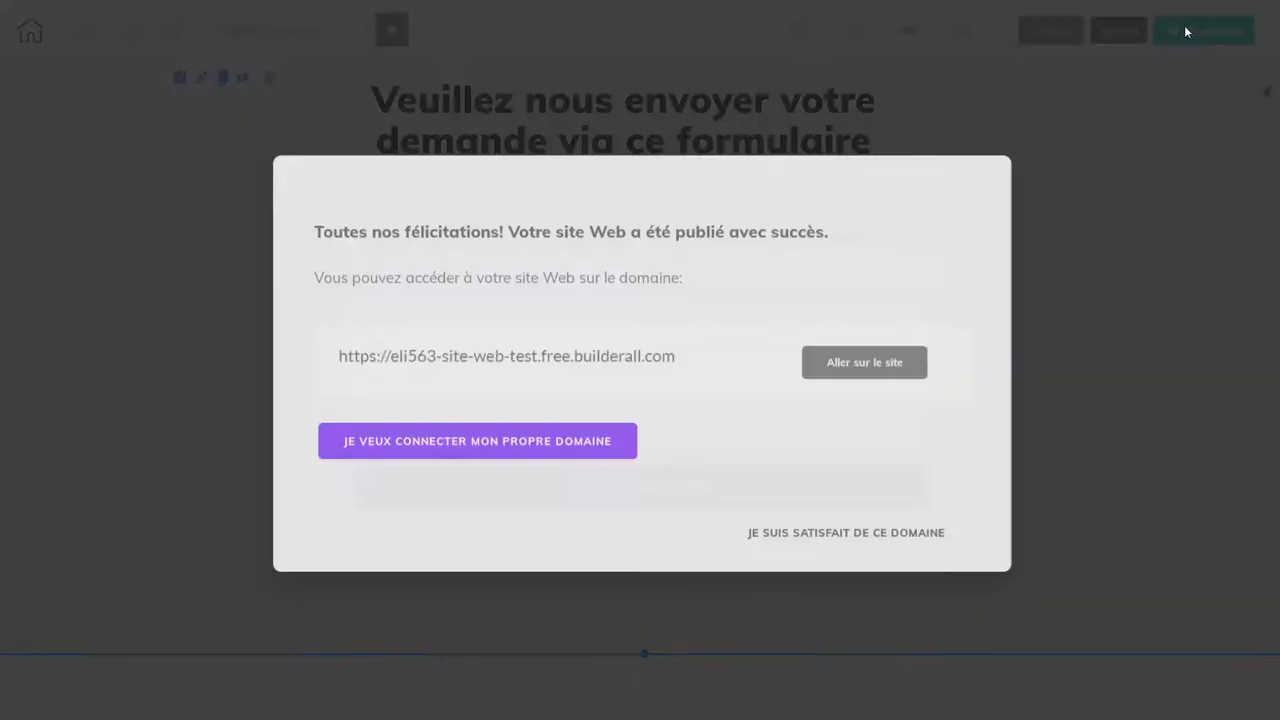 Veuillez nous envoyer votre
demande via ce formulaire
Toutes nos félicitations! Votre site Web a été publié avec succès.
Vous pouvez accéder à votre site Web sur le domaine:
https://eli563-site-web-test.free.builderall.com
Aller sur le site
JE VEUX CONNECTER MON PROPRE DOMAINE
JE SUIS SATISFAIT DE CE DOMAINE